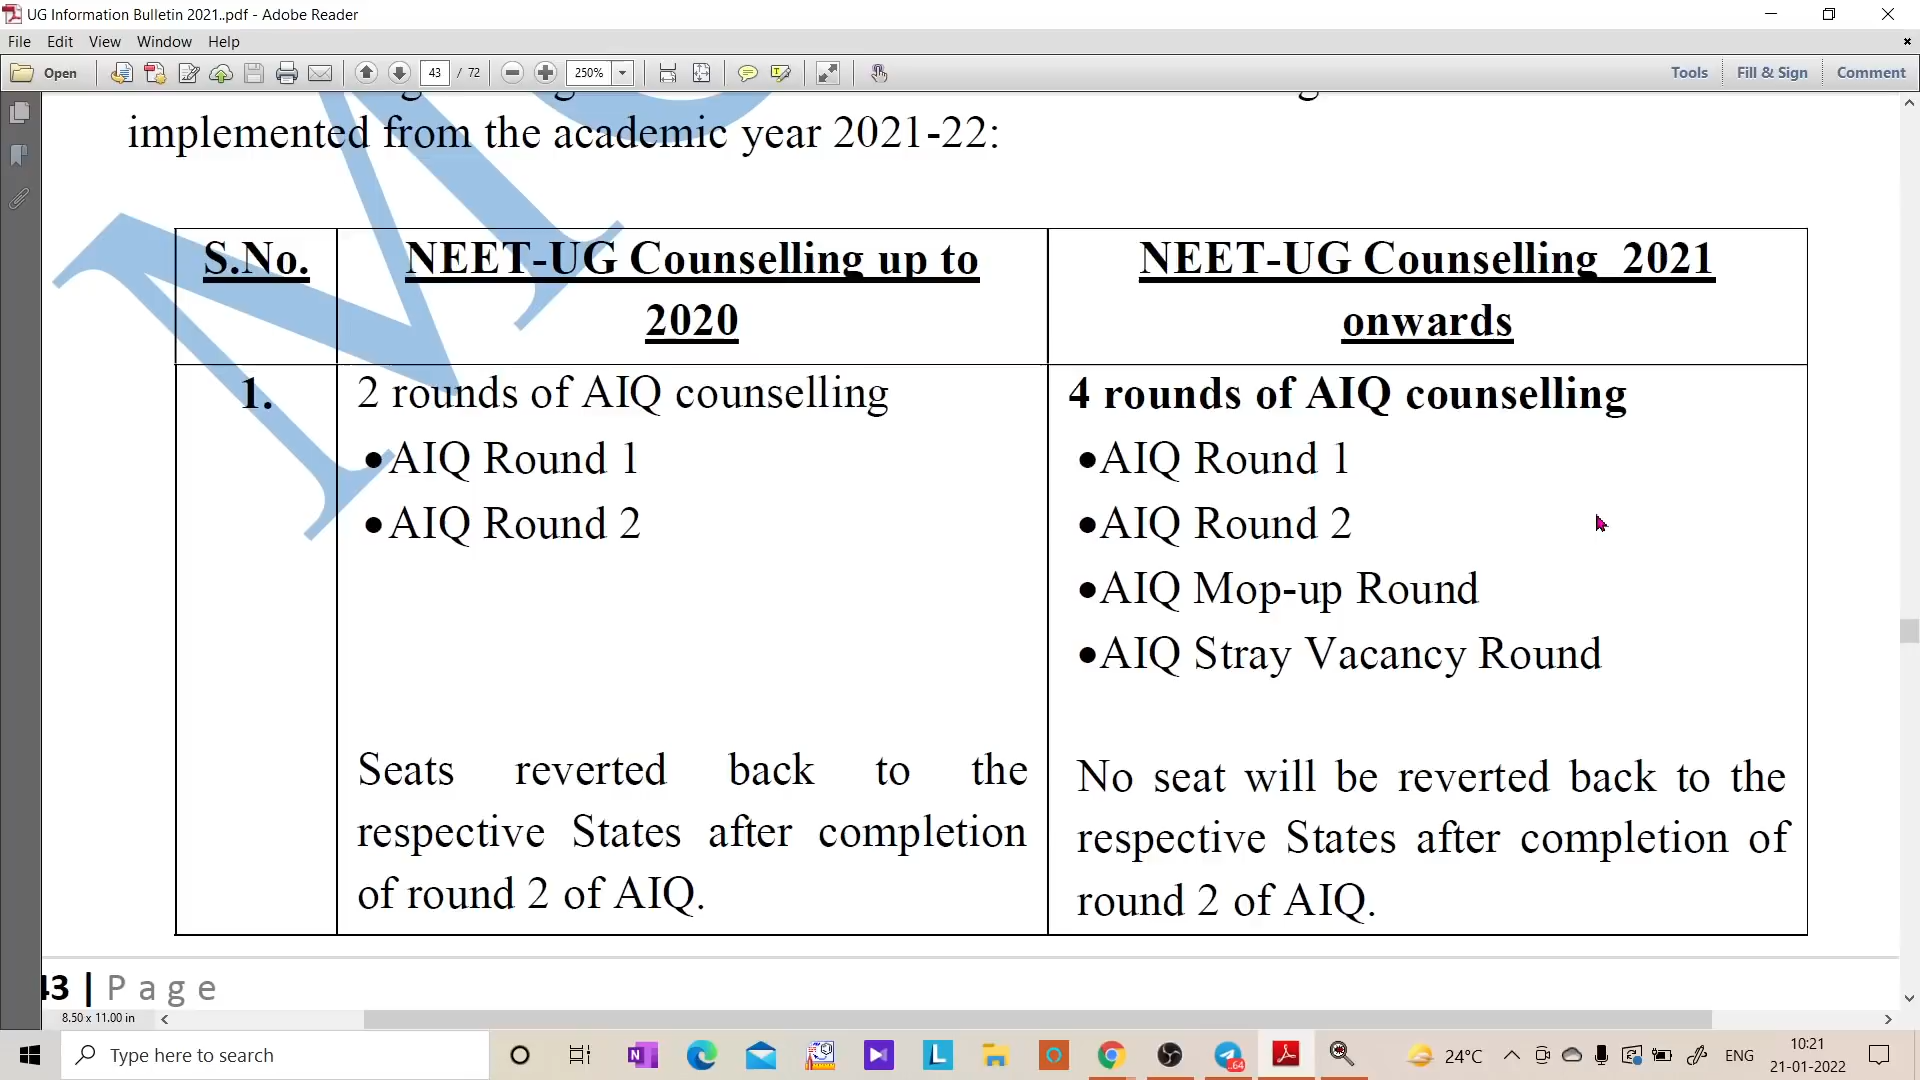 UG Information Bulletin 2021..pdf - Adobe Reader
File Edit View Window Help
Open 43 / 72 250% Tools Fill & Sign Comment
implemented from the academic year 2021-22:
S.No. NEET-UG Counselling up to 2020 NEET-UG Counselling 2021 onwards
1.
2 rounds of AIQ counselling
•AIQ Round 1
•AIQ Round 2
Seats reverted back to the
respective States after completion
of round 2 of AIQ.
4 rounds of AIQ counselling
•AIQ Round 1
•AIQ Round 2
•AIQ Mop-up Round
•AIQ Stray Vacancy Round
No seat will be reverted back to the
respective States after completion of
round 2 of AIQ.
43 | Page
8.50 x 11.00 in
Type here to search
24°C ENG 10:21
21-01-2022